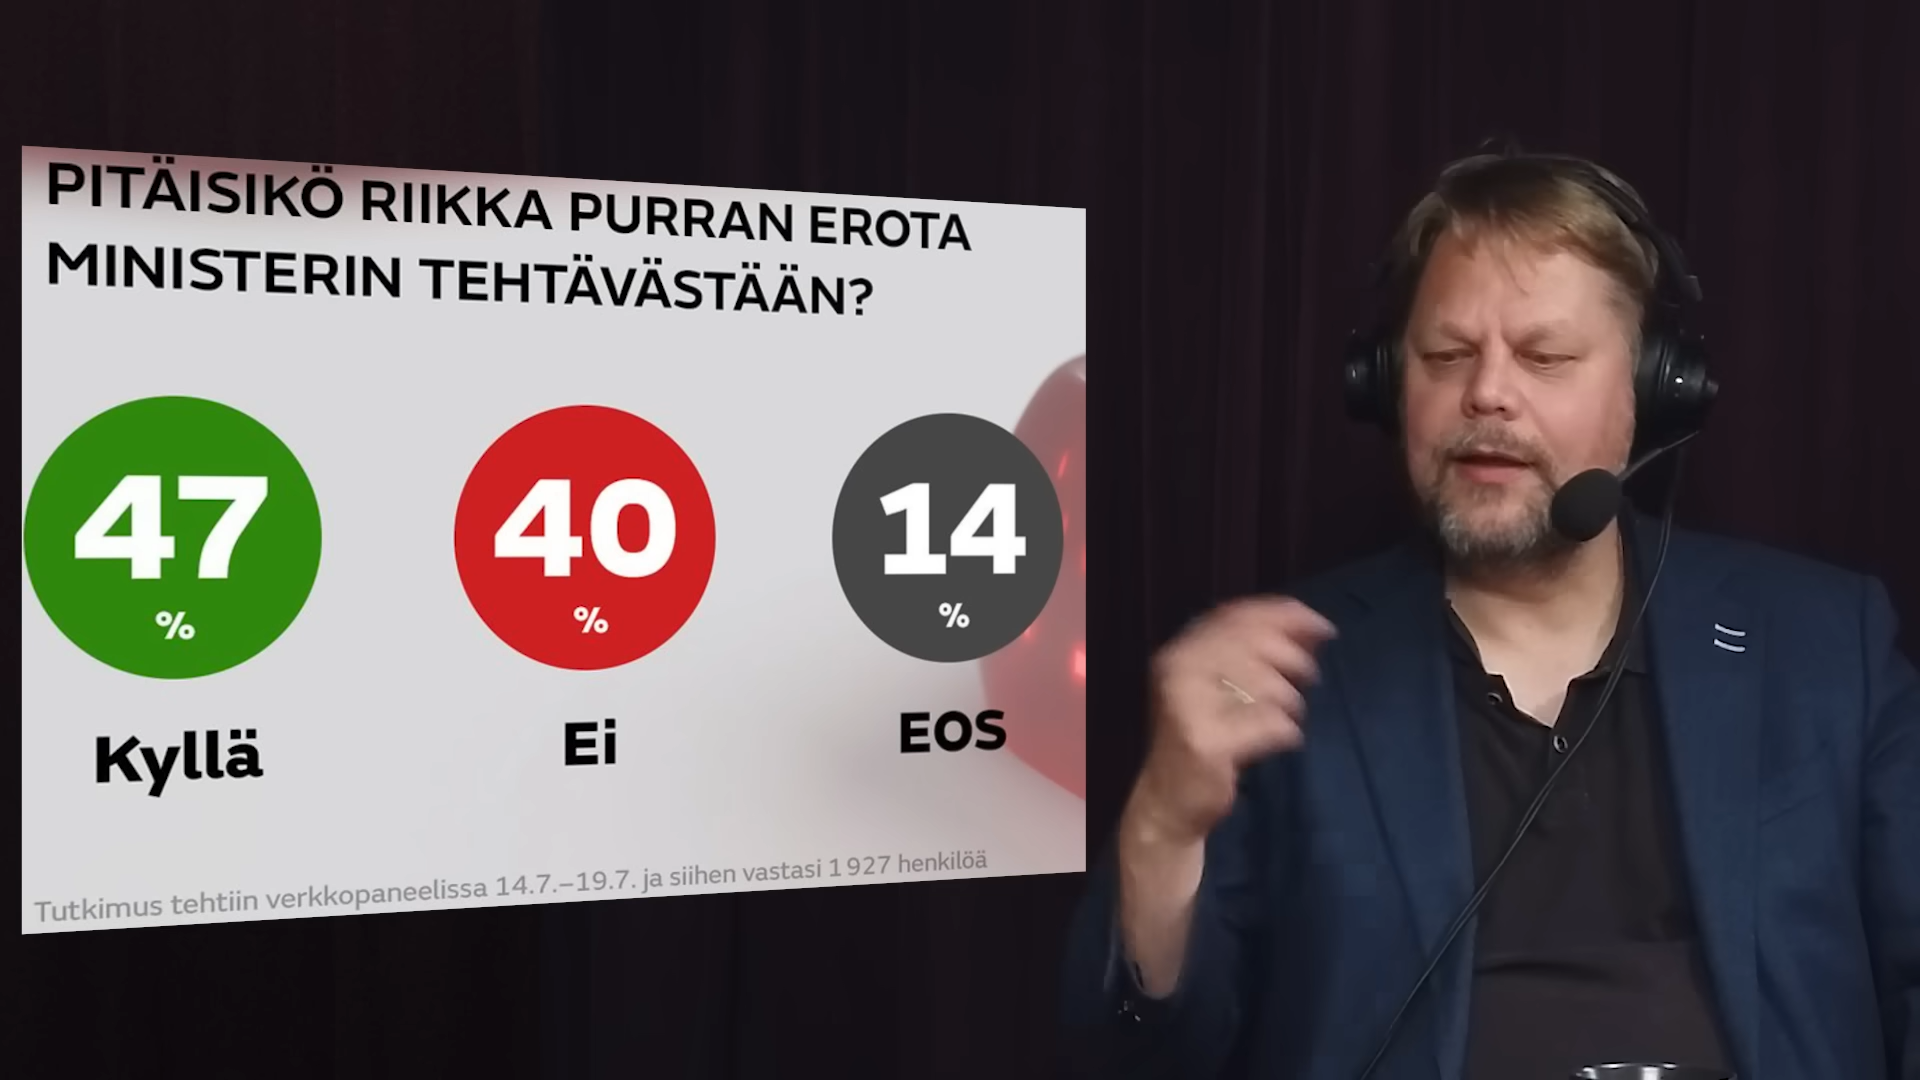 PITÄISIKÖ RIIKKA PURRAN EROTA
MINISTERIN TEHTÄVÄSTÄÄN?
47
%
Kyllä
40
%
Ei
14
%
EOS
Tutkimus tehtiin verkkopaneelissa 14.7.–19.7. ja siihen vastasi 1 927 henkilöä